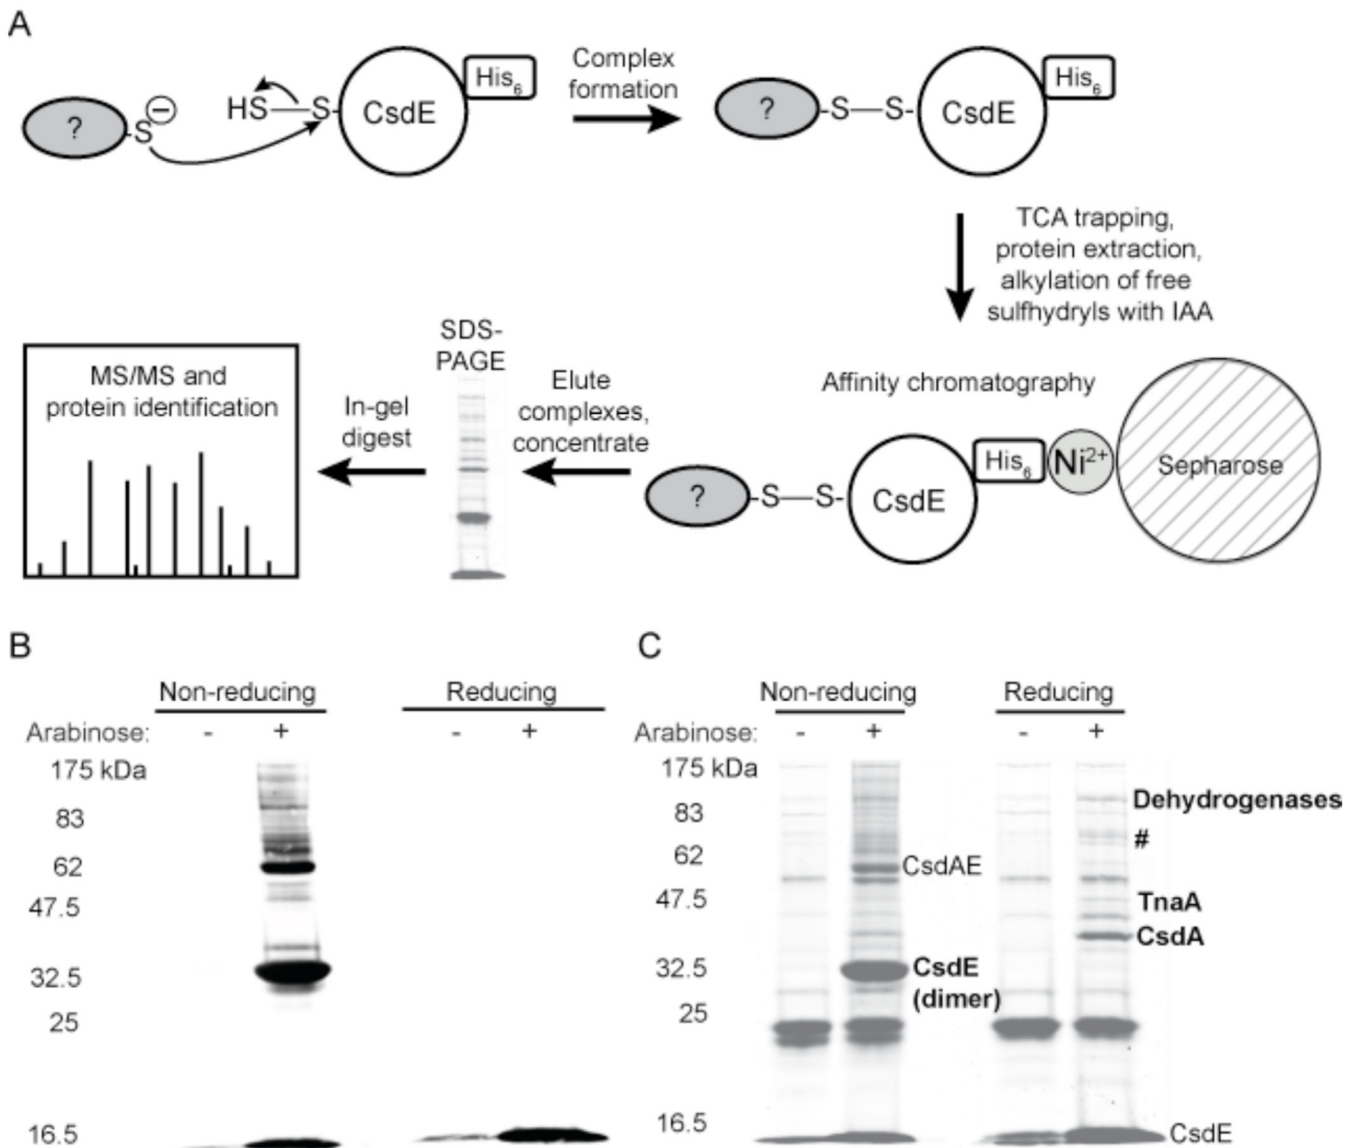 A
? -S ⊖ HS—S- CsdE His6
Complex
formation
? -S—S- CsdE His6
TCA trapping,
protein extraction,
alkylation of free
sulfhydryls with IAA
Affinity chromatography
? -S—S- CsdE His6 Ni2+ Sepharose
Elute
complexes,
concentrate
SDS-
PAGE
In-gel
digest
MS/MS and
protein identification
B
Non-reducing Reducing
Arabinose: - + - +
175 kDa
83
62
47.5
32.5
25
16.5
C
Non-reducing Reducing
Arabinose: - + - +
175 kDa
83
62
47.5
32.5
25
16.5
CsdAE
CsdE
(dimer)
Dehydrogenases
#
TnaA
CsdA
CsdE